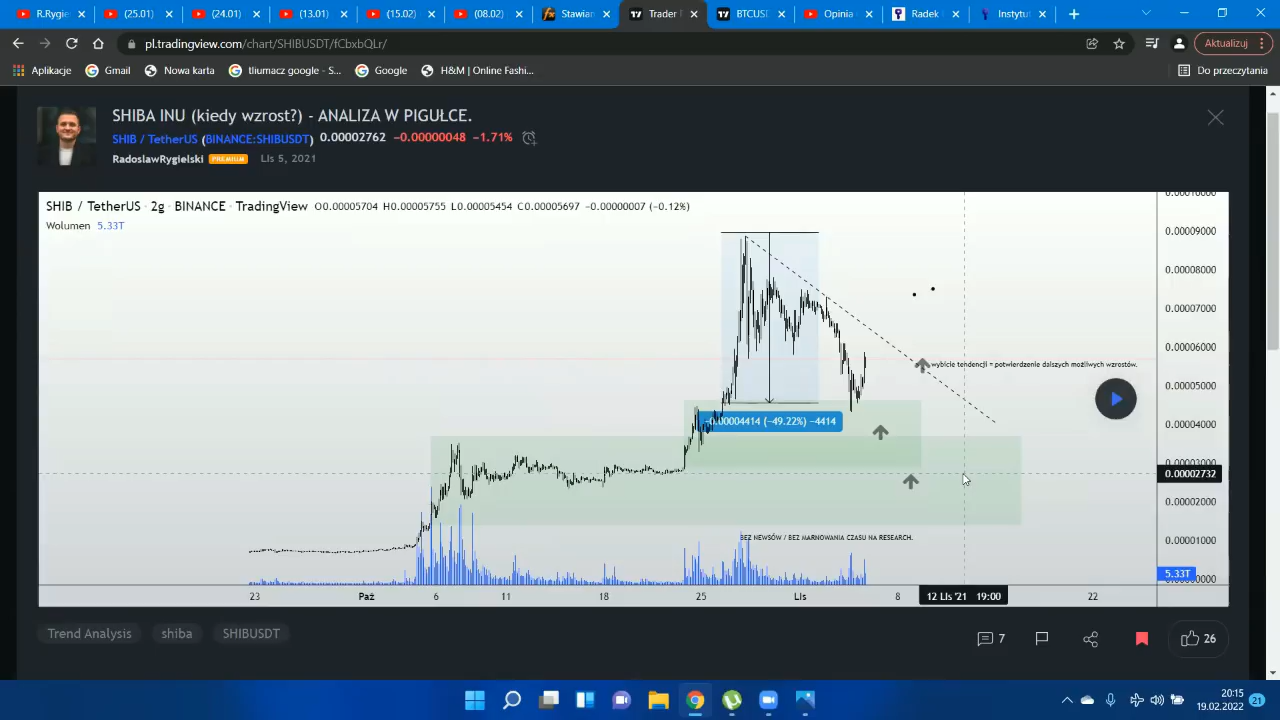 R.Rygie
(25.01)
(24.01)
(13.01)
(15.02)
(08.02)
Stawian
Trader
BTCUS
Opinia
Radek
Instytut
pl.tradingview.com/chart/SHIBUSDT/fCbxbQLr/
Aktualizuj
Aplikacje
Gmail
Nowa karta
tlumacz google - S...
Google
H&M | Online Fashi...
Do przeczytania
SHIBA INU (kiedy wzrost?) - ANALIZA W PIGUŁCE.
SHIB / TetherUS (BINANCE:SHIBUSDT) 0.00002762 −0.00000048 −1.71%
RadoslawRygielski PREMIUM Lis 5, 2021
SHIB / TetherUS · 2g · BINANCE · TradingView O0.00005704 H0.00005755 L0.00005454 C0.00005697 −0.00000007 (−0.12%)
Wolumen 5.33T
0.00009000
0.00008000
0.00007000
0.00006000
wybicie tendencji = potwierdzenie dalszych możliwych wzrostów.
0.00005000
−0.00004414 (−49.22%) −4414
0.00004000
0.00002732
0.00002000
BEZ NEWSÓW / BEZ MARNOWANIA CZASU NA RESEARCH.
0.00001000
5.33T
23 Paź 6 11 18 25 Lis 8 12 Lis '21 19:00 22
Trend Analysis shiba SHIBUSDT
7
26
20:15
19.02.2022
21